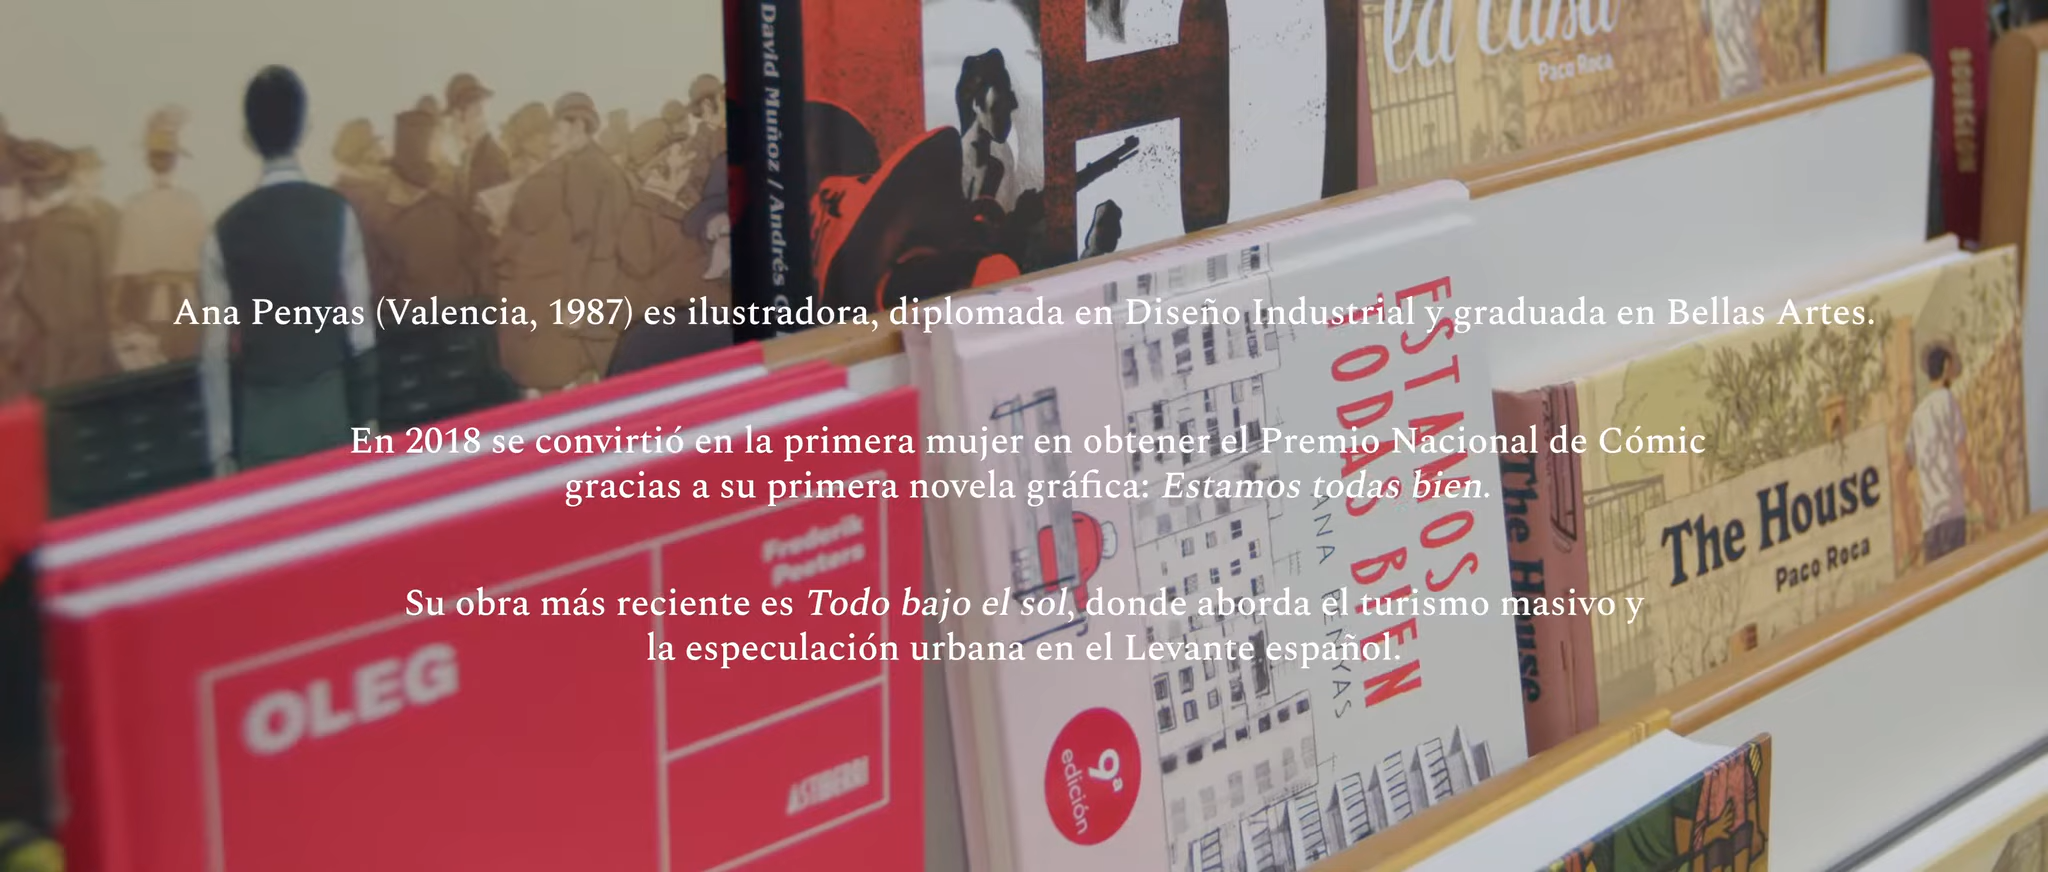 David Muñoz / Andrés
la casa
Paco Roca
Ana Penyas (Valencia, 1987) es ilustradora, diplomada en Diseño Industrial y graduada en Bellas Artes.
En 2018 se convirtió en la primera mujer en obtener el Premio Nacional de Cómic
gracias a su primera novela gráfica: Estamos todas bien.
Su obra más reciente es Todo bajo el sol, donde aborda el turismo masivo y
la especulación urbana en el Levante español.
OLEG
Frederik
Peeters
ASTIBERRI
ESTAMOS
TODAS BIEN
ANA PENYAS
9ª
edición
The House
The House
Paco Roca